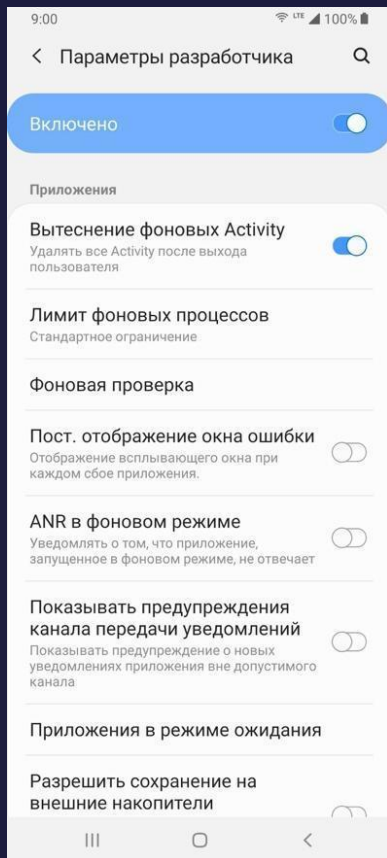 9:00 LTE 100%
Параметры разработчика
Включено
Приложения
Вытеснение фоновых Activity
Удалять все Activity после выхода
пользователя
Лимит фоновых процессов
Стандартное ограничение
Фоновая проверка
Пост. отображение окна ошибки
Отображение всплывающего окна при
каждом сбое приложения.
ANR в фоновом режиме
Уведомлять о том, что приложение,
запущенное в фоновом режиме, не отвечает
Показывать предупреждения
канала передачи уведомлений
Показывать предупреждение о новых
уведомлениях приложения вне допустимого
канала
Приложения в режиме ожидания
Разрешить сохранение на
внешние накопители